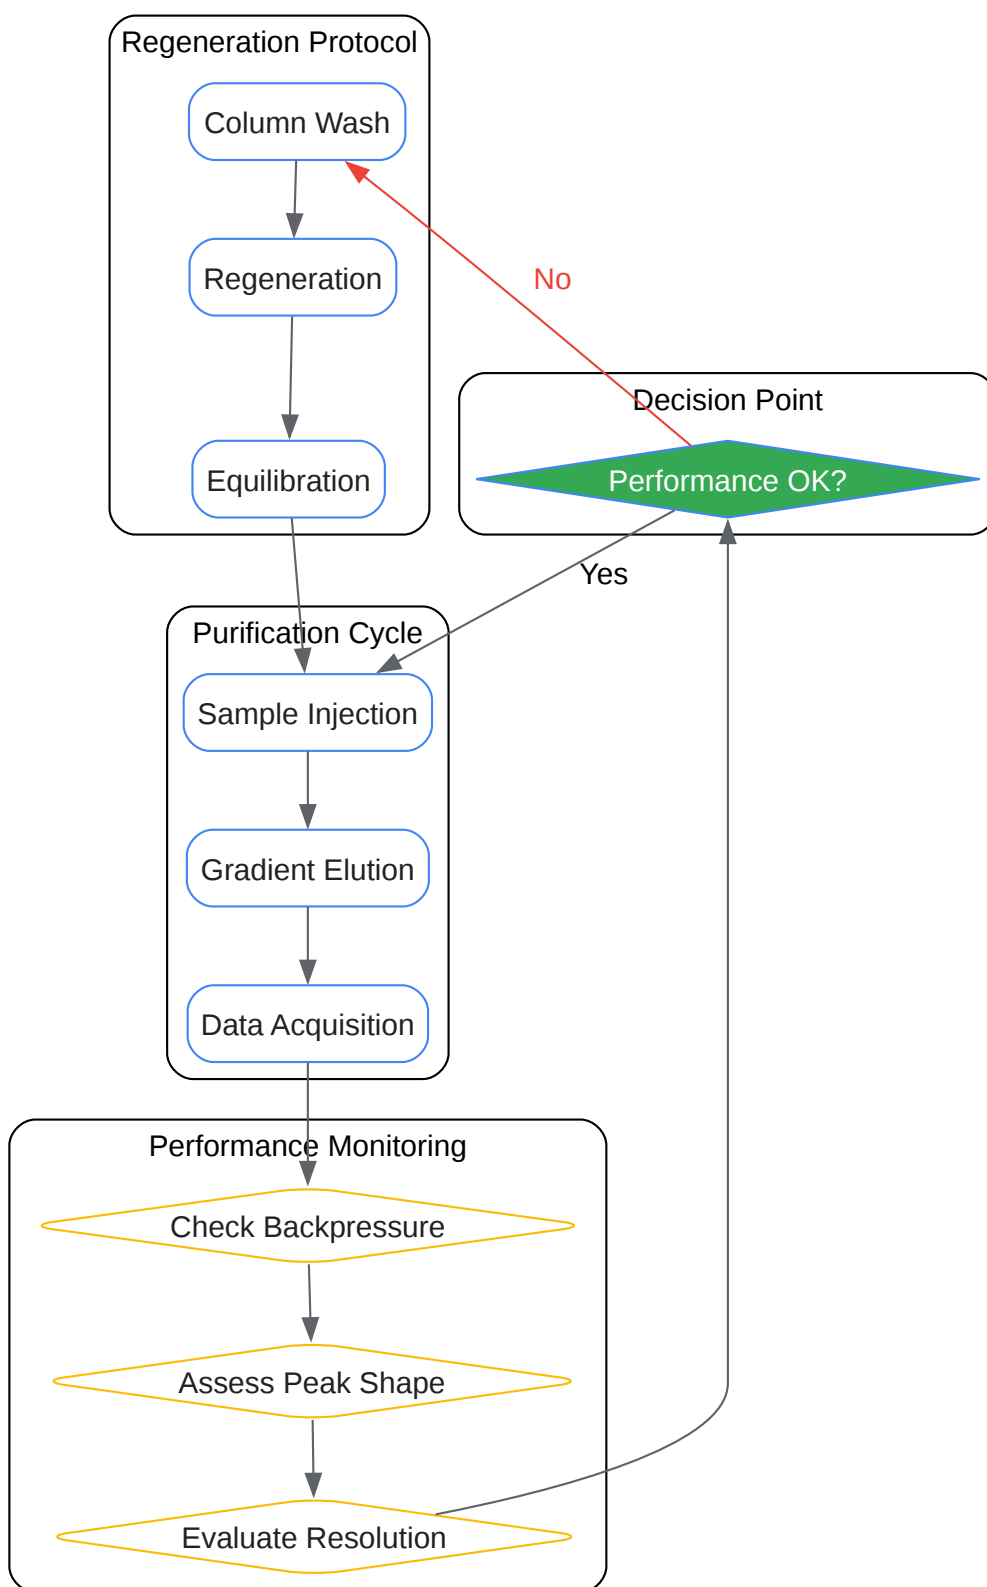 Regeneration Protocol
Column Wash
Regeneration
No
Decision Point
Performance OK?
Equilibration
Yes
Purification Cycle
Sample Injection
Gradient Elution
Data Acquisition
Performance Monitoring
Check Backpressure
Assess Peak Shape
Evaluate Resolution